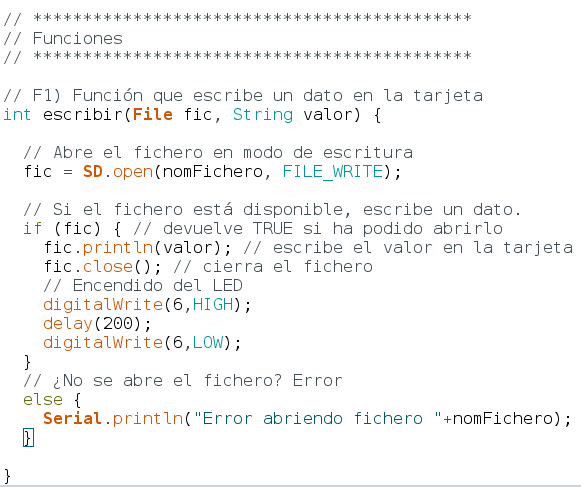 // ********************************************
// Funciones
// ********************************************
// F1) Función que escribe un dato en la tarjeta
int escribir(File fic, String valor) {
// Abre el fichero en modo de escritura
fic = SD.open(nomFichero, FILE_WRITE);
// Si el fichero está disponible, escribe un dato.
if (fic) { // devuelve TRUE si ha podido abrirlo
fic.println(valor); // escribe el valor en la tarjeta
fic.close(); // cierra el fichero
// Encendido del LED
digitalWrite(6,HIGH);
delay(200);
digitalWrite(6,LOW);
}
// ¿No se abre el fichero? Error
else {
Serial.println("Error abriendo fichero "+nomFichero);
}
}